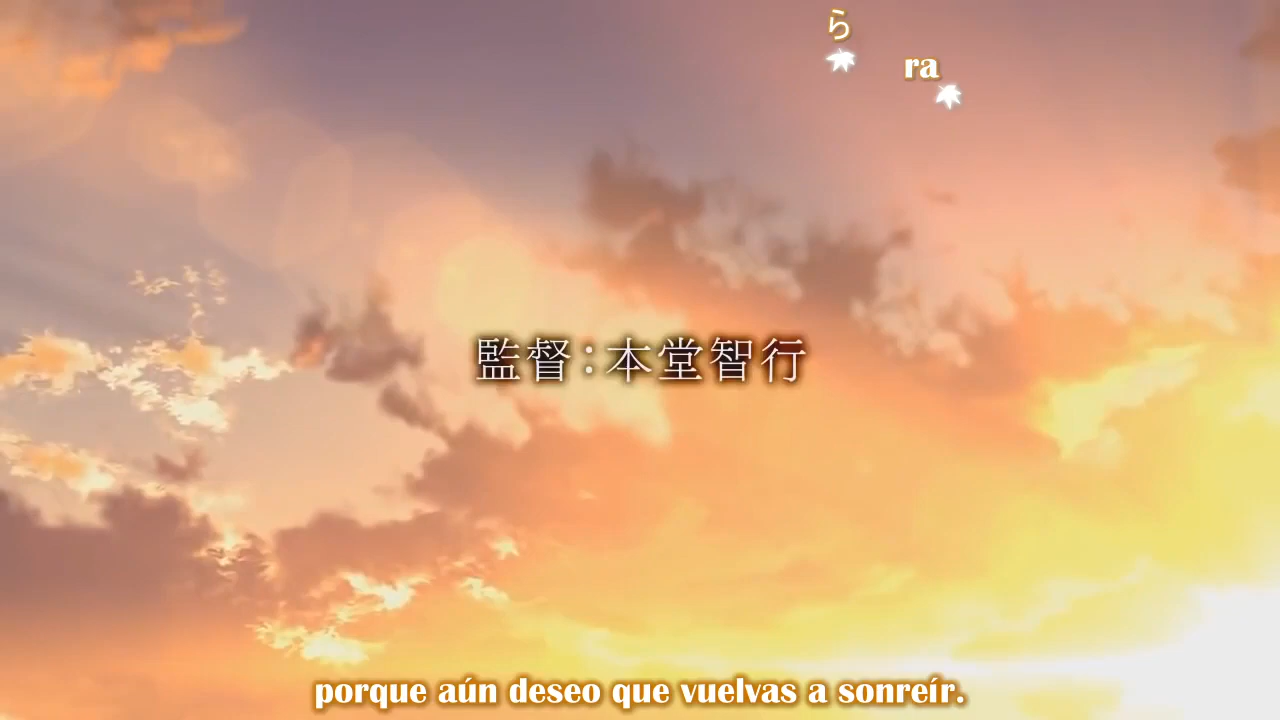 ら
ra
監督：本堂智行
porque aún deseo que vuelvas a sonreír.